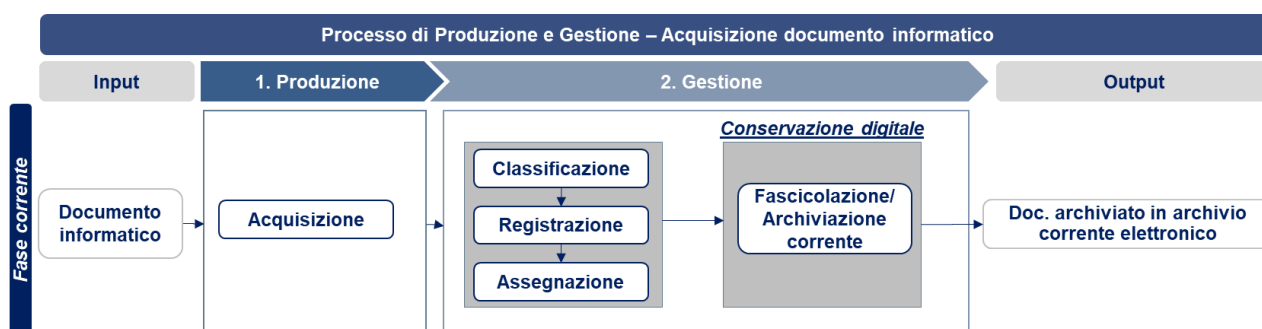 Processo di Produzione e Gestione – Acquisizione documento informatico
Input
1. Produzione
2. Gestione
Output
Fase corrente
Documento
informatico
Acquisizione
Classificazione
Registrazione
Assegnazione
Conservazione digitale
Fascicolazione/
Archiviazione
corrente
Doc. archiviato in archivio
corrente elettronico